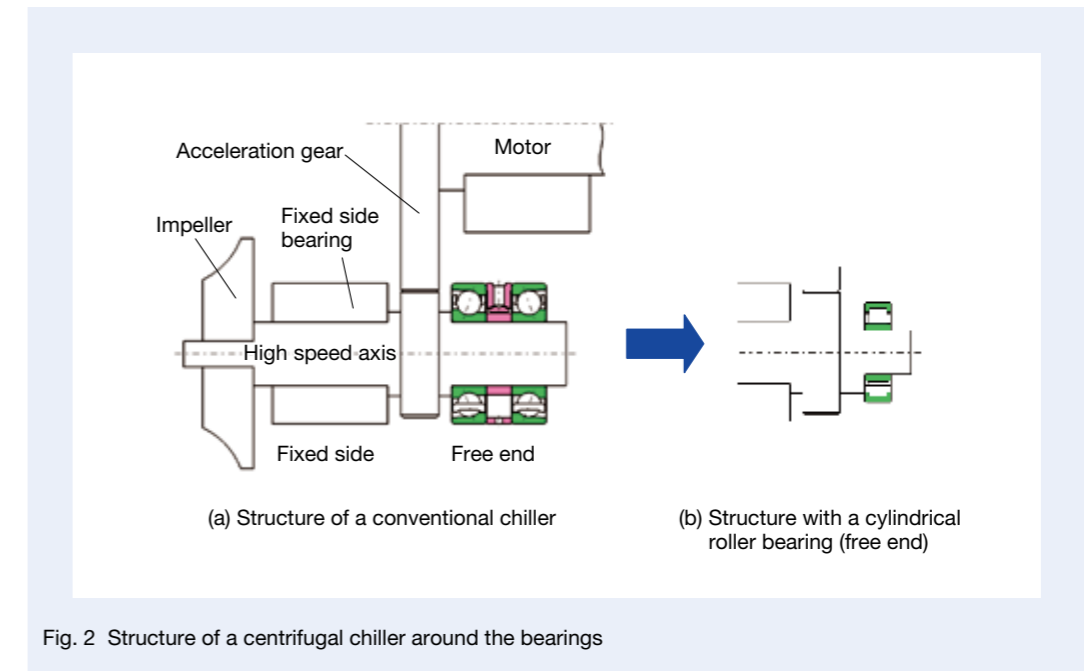 Acceleration gear
Motor
Impeller
Fixed side
bearing
High speed axis
Fixed side
Free end
(a) Structure of a conventional chiller
(b) Structure with a cylindrical
roller bearing (free end)
Fig. 2 Structure of a centrifugal chiller around the bearings